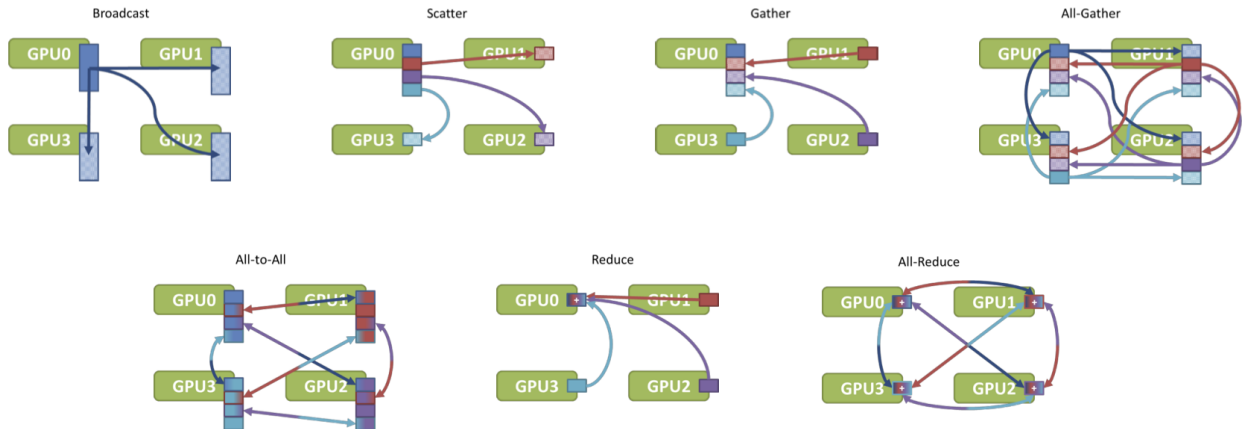 Broadcast
Scatter
Gather
All-Gather
GPU0
GPU1
GPU0
GPU1
GPU0
GPU1
GPU0
GPU1
GPU3
GPU2
GPU3
GPU2
GPU3
GPU2
GPU3
GPU2
All-to-All
Reduce
All-Reduce
GPU0
GPU1
GPU0
+
GPU1
GPU0
+
GPU1
+
GPU3
GPU2
GPU3
GPU2
GPU3
+
GPU2
+